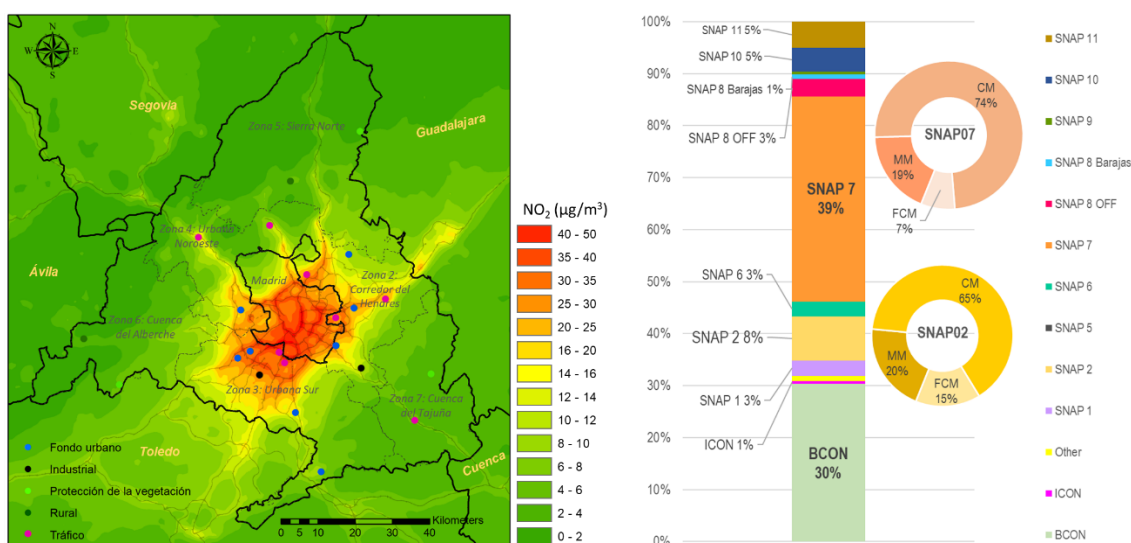 N
W
E
S
Segovia
Zona 5: Sierra Norte
Guadalajara
Zona 4: Urbana
Noroeste
Ávila
Madrid
Zona 2:
Corredor del
Henares
Zona 6: Cuenca
del Alberche
Zona 3: Urbana Sur
Zona 7: Cuenca
del Tajuña
Toledo
Cuenca
Fondo urbano
Industrial
Protección de la vegetación
Rural
Tráfico
Kilometers
0 5 10 20 30 40
NO2 (µg/m³)
40 - 50
35 - 40
30 - 35
25 - 30
20 - 25
16 - 20
14 - 16
12 - 14
10 - 12
8 - 10
6 - 8
4 - 6
2 - 4
0 - 2
100%
90%
80%
70%
60%
50%
40%
30%
20%
10%
0%
SNAP 11 5%
SNAP 10 5%
SNAP 8 Barajas 1%
SNAP 8 OFF 3%
SNAP 7
39%
SNAP 6 3%
SNAP 2 8%
SNAP 1 3%
ICON 1%
BCON
30%
CM
74%
SNAP07
MM
19%
FCM
7%
CM
65%
SNAP02
MM
20%
FCM
15%
SNAP 11
SNAP 10
SNAP 9
SNAP 8 Barajas
SNAP 8 OFF
SNAP 7
SNAP 6
SNAP 5
SNAP 2
SNAP 1
Other
ICON
BCON